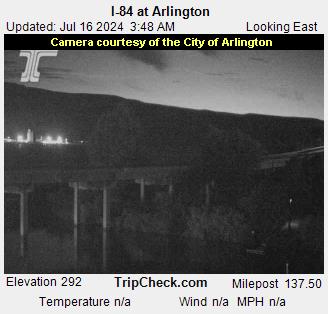 I-84 at Arlington
Updated: Jul 16 2024 3:48 AM Looking East
Camera courtesy of the City of Arlington
Elevation 292 TripCheck.com Milepost 137.50
Temperature n/a Wind n/a MPH n/a